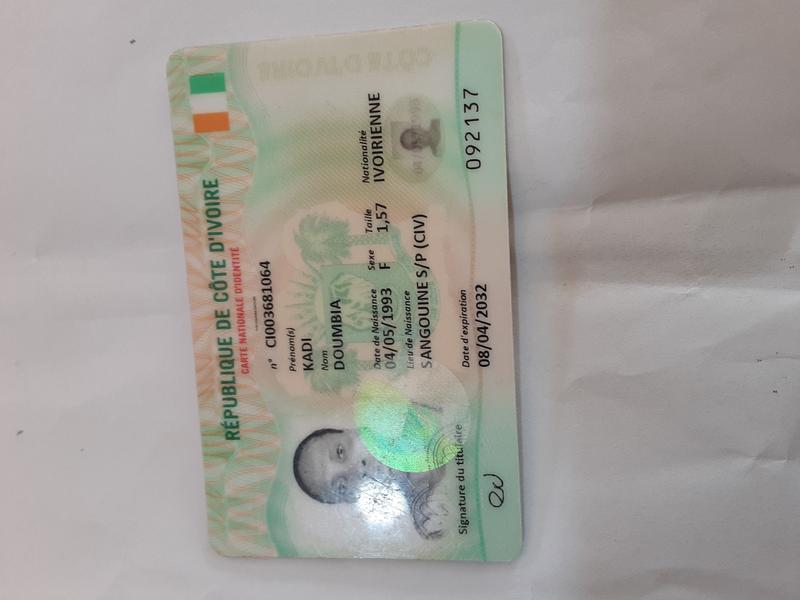 CÔTE D'IVOIRE
RÉPUBLIQUE DE CÔTE D'IVOIRE
CARTE NATIONALE D'IDENTITÉ
n° CI003681064
Prénom(s)
KADI
Nom
DOUMBIA
Date de Naissance Sexe Taille Nationalité
04/05/1993 F 1,57 IVOIRIENNE
Lieu de Naissance
SANGOUINE S/P (CIV)
Date d'expiration
08/04/2032
Signature du titulaire
092137